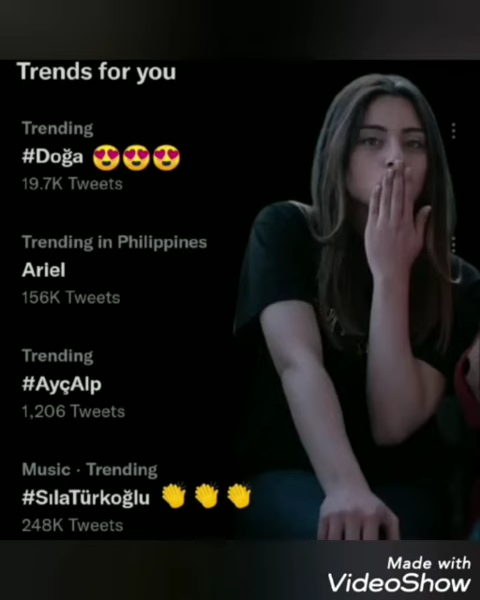 Trends for you
Trending
#Doğa 😍😍😍
19.7K Tweets
Trending in Philippines
Ariel
156K Tweets
Trending
#AyçAlp
1,206 Tweets
Music · Trending
#SılaTürkoğlu 👏👏👏
248K Tweets
Made with
VideoShow